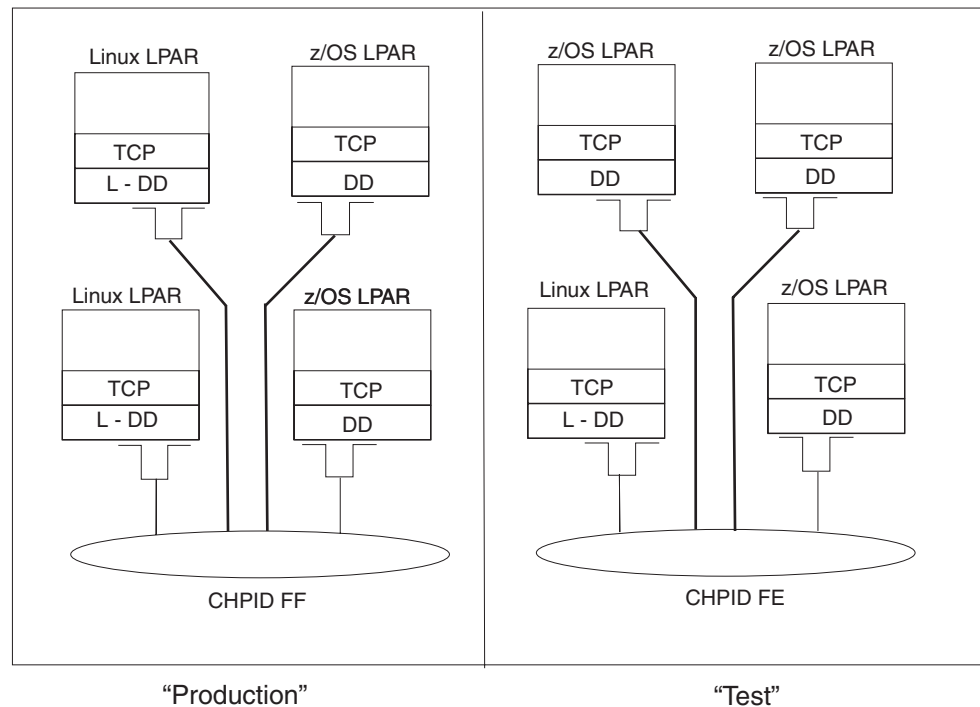 Linux LPAR
TCP
L - DD
z/OS LPAR
TCP
DD
Linux LPAR
TCP
L - DD
z/OS LPAR
TCP
DD
CHPID FF
“Production”
z/OS LPAR
TCP
DD
z/OS LPAR
TCP
DD
Linux LPAR
TCP
L - DD
z/OS LPAR
TCP
DD
CHPID FE
“Test”